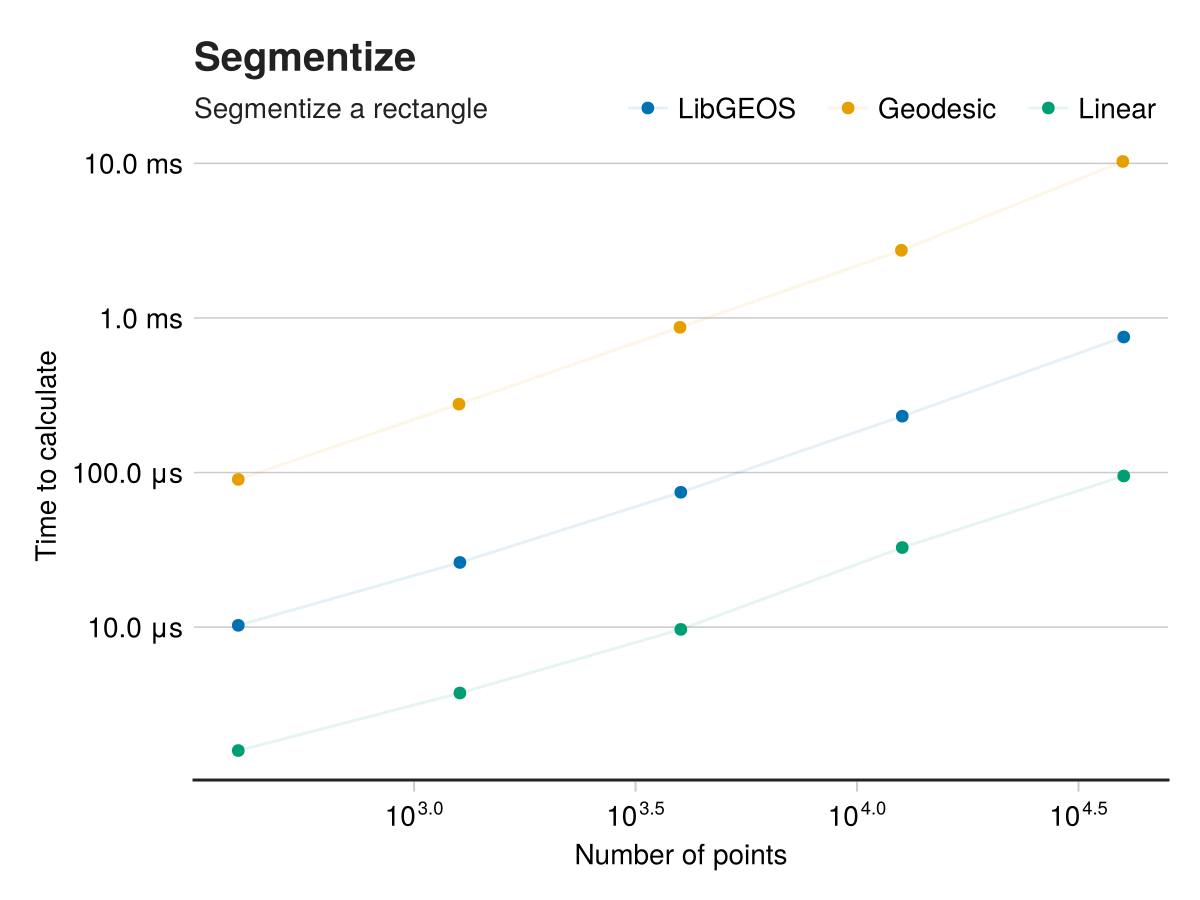 Segmentize
Segmentize a rectangle
LibGEOS
Geodesic
Linear
10.0 ms
1.0 ms
100.0 µs
10.0 µs
Time to calculate
10^3.0
10^3.5
10^4.0
10^4.5
Number of points